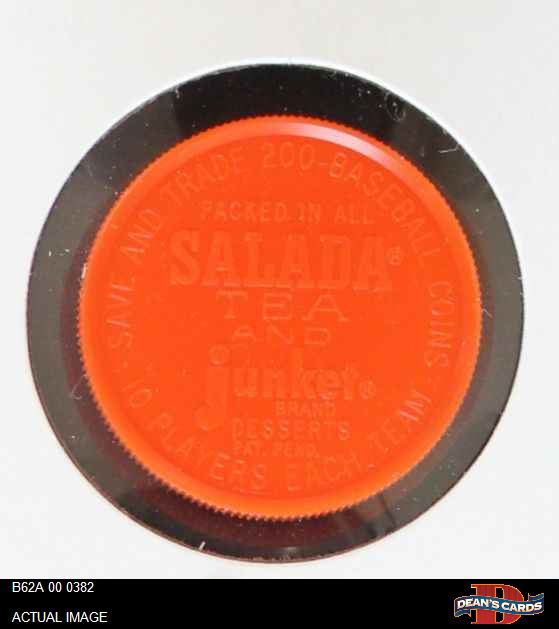 SAVE AND TRADE 200-BASEBALL COINS
10 PLAYERS EACH TEAM
PACKED IN ALL
SALADA®
TEA
AND
junket®
BRAND
DESSERTS
PAT. PEND.
B62A 00 0382
ACTUAL IMAGE
D
DEAN'S CARDS